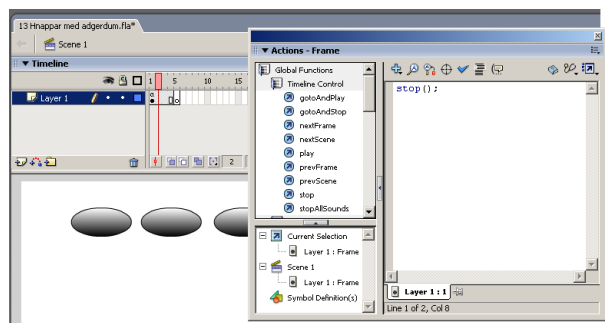 13 Hnappar med adgerdum.fla*
Scene 1
Timeline
1 5 10 15
Layer 1
2
Actions - Frame
Global Functions
Timeline Control
gotoAndPlay
gotoAndStop
nextFrame
nextScene
play
prevFrame
prevScene
stop
stopAllSounds
Current Selection
Layer 1 : Frame
Scene 1
Layer 1 : Frame
Symbol Definition(s)
stop();
Layer 1 : 1
Line 1 of 2, Col 8